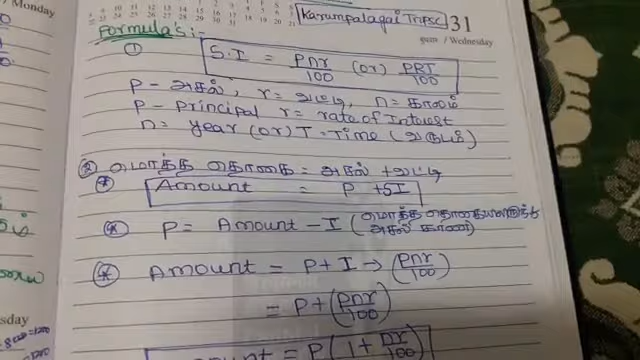 Karumpalagai Tnpsc 31
Monday
புதன் / Wednesday
Formula's:-
① S.I = pnr/100 (or) PRT/100
P - அசல், r = வட்டி, n = காலம்
P - Principal r = rate of Interest
n = year (or) T = Time (வருடம்)
② மொத்த தொகை = அசல் + வட்டி
* Amount = P + SI
* P = Amount - I (மொத்த
அசல் காண)
* Amount = P + I → (pnr/100)
= P + (pnr/100)
Amount = P(1 + nr/100)